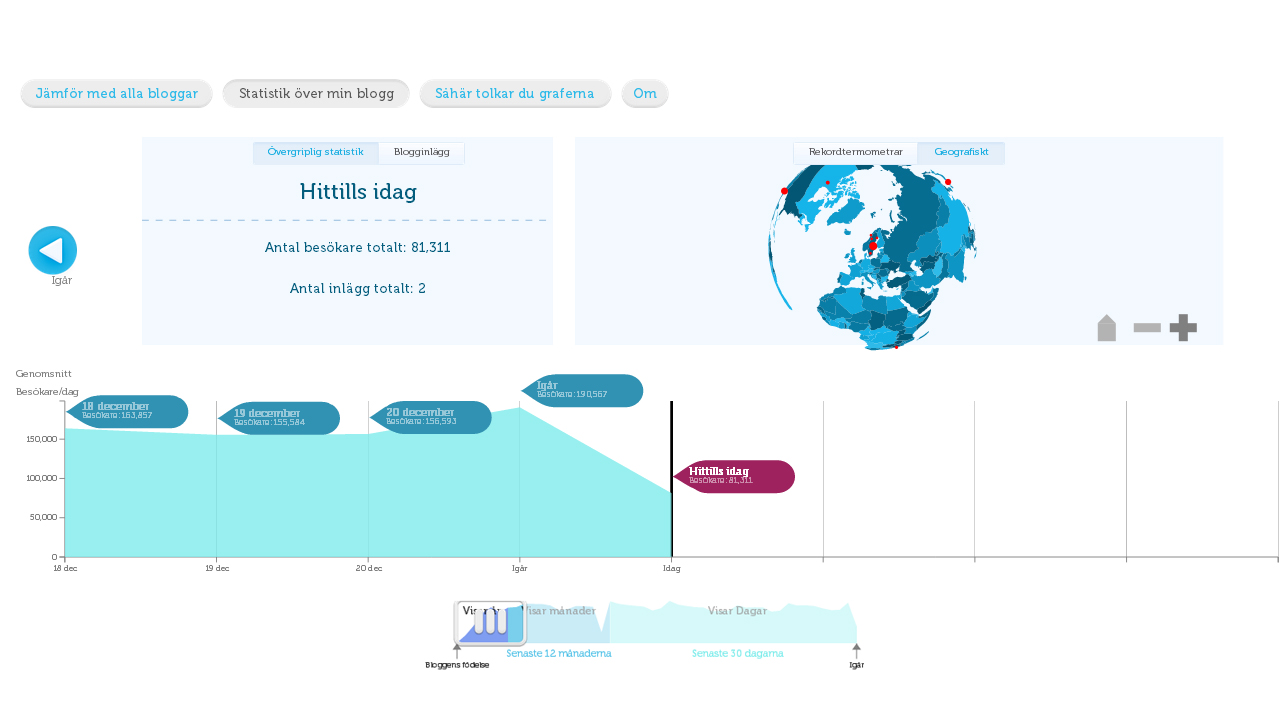 Jämför med alla bloggar
Statistik över min blogg
Såhär tolkar du graferna
Om
Övergriplig statistik
Blogginlägg
Rekordtermometrar
Geografiskt
Hittills idag
Antal besökare totalt: 81,311
Antal inlägg totalt: 2
Igår
Genomsnitt
Besökare/dag
18 december
Besökare: 163,857
19 december
Besökare: 155,584
20 december
Besökare: 156,593
Igår
Besökare: 190,567
Hittills idag
Besökare: 81,311
150,000
100,000
50,000
0
18 dec
19 dec
20 dec
Igår
Idag
Visar månader
Visar Dagar
Senaste 12 månaderna
Senaste 30 dagarna
Bloggens födelse
Igår